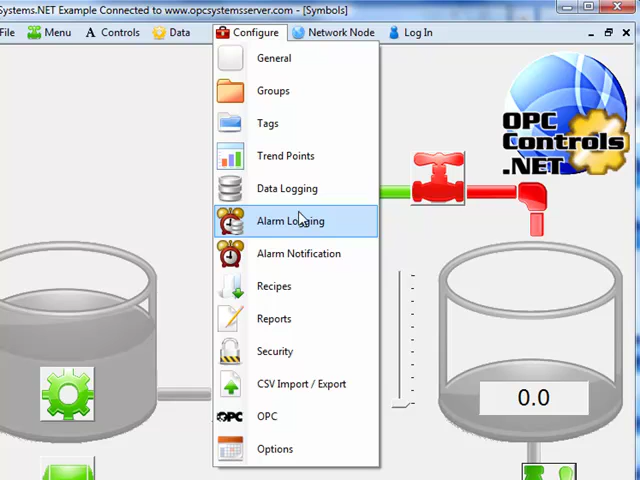 Systems.NET Example Connected to www.opcsystemsserver.com - [Symbols]
File Menu Controls Data Configure Network Node Log In
General
Groups
Tags
Trend Points
Data Logging
Alarm Logging
Alarm Notification
Recipes
Reports
Security
CSV Import / Export
OPC OPC
Options
OPC
Controls
.NET
0.0